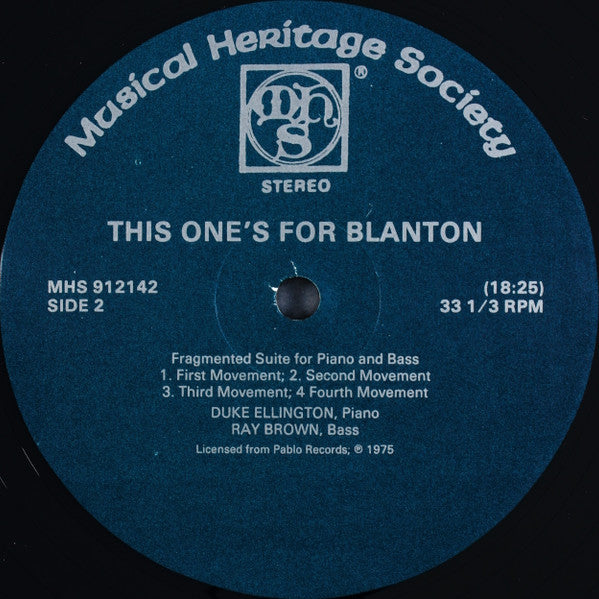 Musical Heritage Society
®
mhs
STEREO
THIS ONE'S FOR BLANTON
MHS 912142
SIDE 2
(18:25)
33 1/3 RPM
Fragmented Suite for Piano and Bass
1. First Movement; 2. Second Movement
3. Third Movement; 4 Fourth Movement
DUKE ELLINGTON, Piano
RAY BROWN, Bass
Licensed from Pablo Records; ℗ 1975